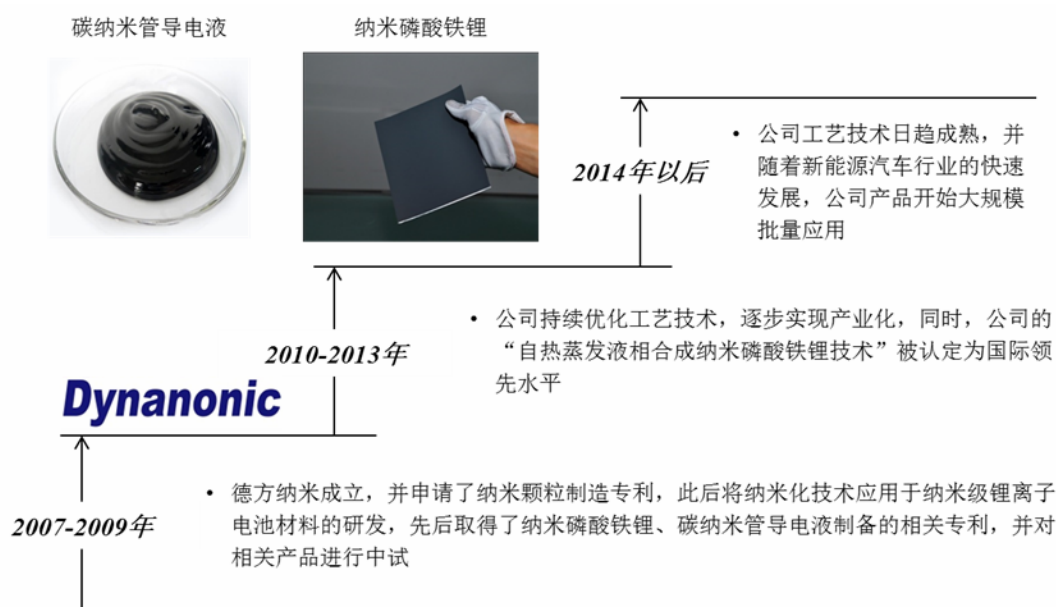 碳纳米管导电液
纳米磷酸铁锂
2014年以后
• 公司工艺技术日趋成熟，并
随着新能源汽车行业的快速
发展，公司产品开始大规模
批量应用
2010-2013年
• 公司持续优化工艺技术，逐步实现产业化，同时，公司的
“自热蒸发液相合成纳米磷酸铁锂技术”被认定为国际领
先水平
Dynanonic
2007-2009年
• 德方纳米成立，并申请了纳米颗粒制造专利，此后将纳米化技术应用于纳米级锂离子
电池材料的研发，先后取得了纳米磷酸铁锂、碳纳米管导电液制备的相关专利，并对
相关产品进行中试